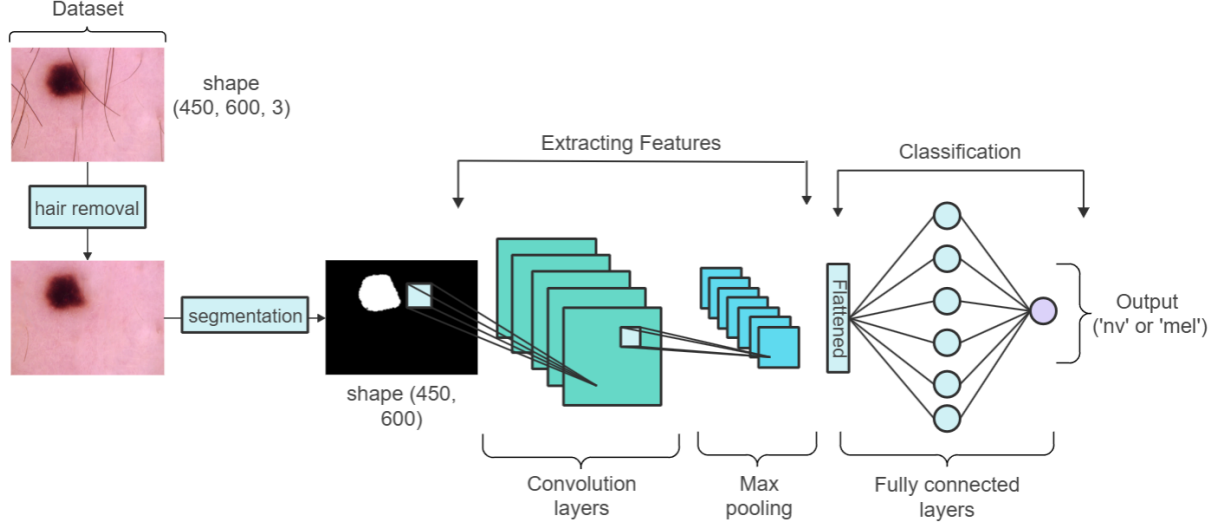 Dataset
shape
(450, 600, 3)
hair removal
segmentation
shape (450,
600)
Extracting Features
Classification
Flattened
Output
('nv' or 'mel')
Convolution
layers
Max
pooling
Fully connected
layers